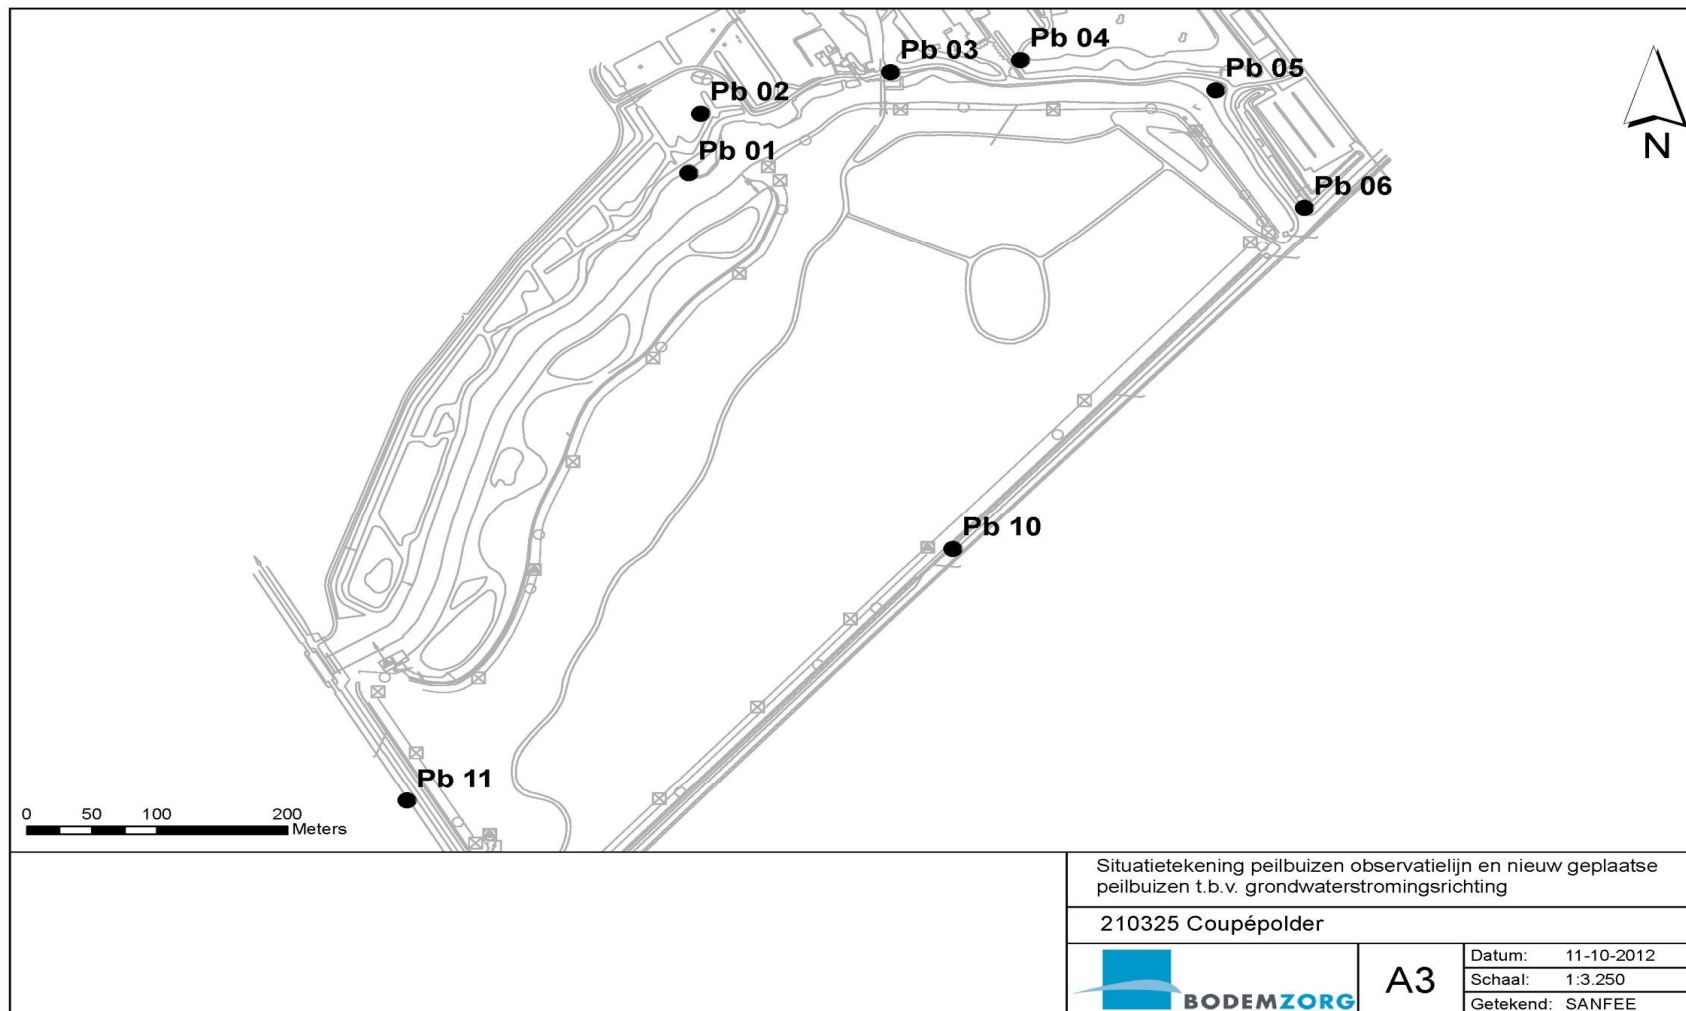 Pb 04
Pb 03
Pb 05
Pb 02
Pb 01
N
Pb 06
Pb 10
Pb 11
0 50 100 200
Meters
Situatietekening peilbuizen observatielijn en nieuw geplaatse
peilbuizen t.b.v. grondwaterstromingsrichting
210325 Coupépolder
BODEMZORG
A3
Datum: 11-10-2012
Schaal: 1:3.250
Getekend: SANFEE